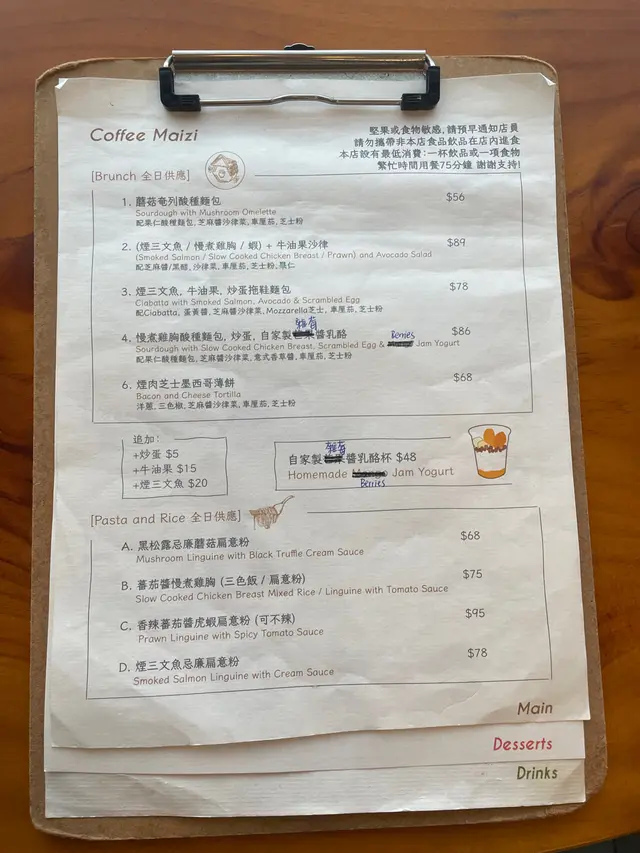 Coffee Maizi
堅果或食物敏感, 請預早通知店員
請勿攜帶非本店食品飲品在店內進食
本店設有最低消費: 一杯飲品或一項食物
繁忙時間用餐75分鐘 謝謝支持!
[Brunch 全日供應]
1. 蘑菇奄列酸種麵包 $56
Sourdough with Mushroom Omelette
配果仁酸種麵包, 芝麻醬沙律菜, 車厘茄, 芝士粉
2. (煙三文魚 / 慢煮雞胸 / 蝦) + 牛油果沙律 $89
(Smoked Salmon / Slow Cooked Chicken Breast / Prawn) and Avocado Salad
配芝麻醬/黑醋, 沙律菜, 車厘茄, 芝士粉, 果仁
3. 煙三文魚, 牛油果, 炒蛋拖鞋麵包 $78
Ciabatta with Smoked Salmon, Avocado & Scrambled Egg
配Ciabatta, 蛋黃醬, 芝麻醬沙律菜, Mozzarella芝士, 車厘茄, 芝士粉
雜莓
4. 慢煮雞胸酸種麵包, 炒蛋, 自家製醬乳酪 $86
Berries
Sourdough with Slow Cooked Chicken Breast, Scrambled Egg & Jam Yogurt
配果仁酸種麵包, 芝麻醬沙律菜, 意式香草醬, 車厘茄, 芝士粉
6. 煙肉芝士墨西哥薄餅 $68
Bacon and Cheese Tortilla
洋蔥, 三色椒, 芝麻醬沙律菜, 車厘茄, 芝士粉
追加:
+炒蛋 $5
+牛油果 $15
+煙三文魚 $20
雜莓
自家製醬乳酪杯 $48
Homemade Mango Jam Yogurt
Berries
[Pasta and Rice 全日供應]
A. 黑松露忌廉蘑菇扁意粉 $68
Mushroom Linguine with Black Truffle Cream Sauce
B. 蕃茄醬慢煮雞胸 (三色飯 / 扁意粉) $75
Slow Cooked Chicken Breast Mixed Rice / Linguine with Tomato Sauce
C. 香辣蕃茄醬虎蝦扁意粉 (可不辣) $95
Prawn Linguine with Spicy Tomato Sauce
D. 煙三文魚忌廉扁意粉 $78
Smoked Salmon Linguine with Cream Sauce
Main
Desserts
Drinks